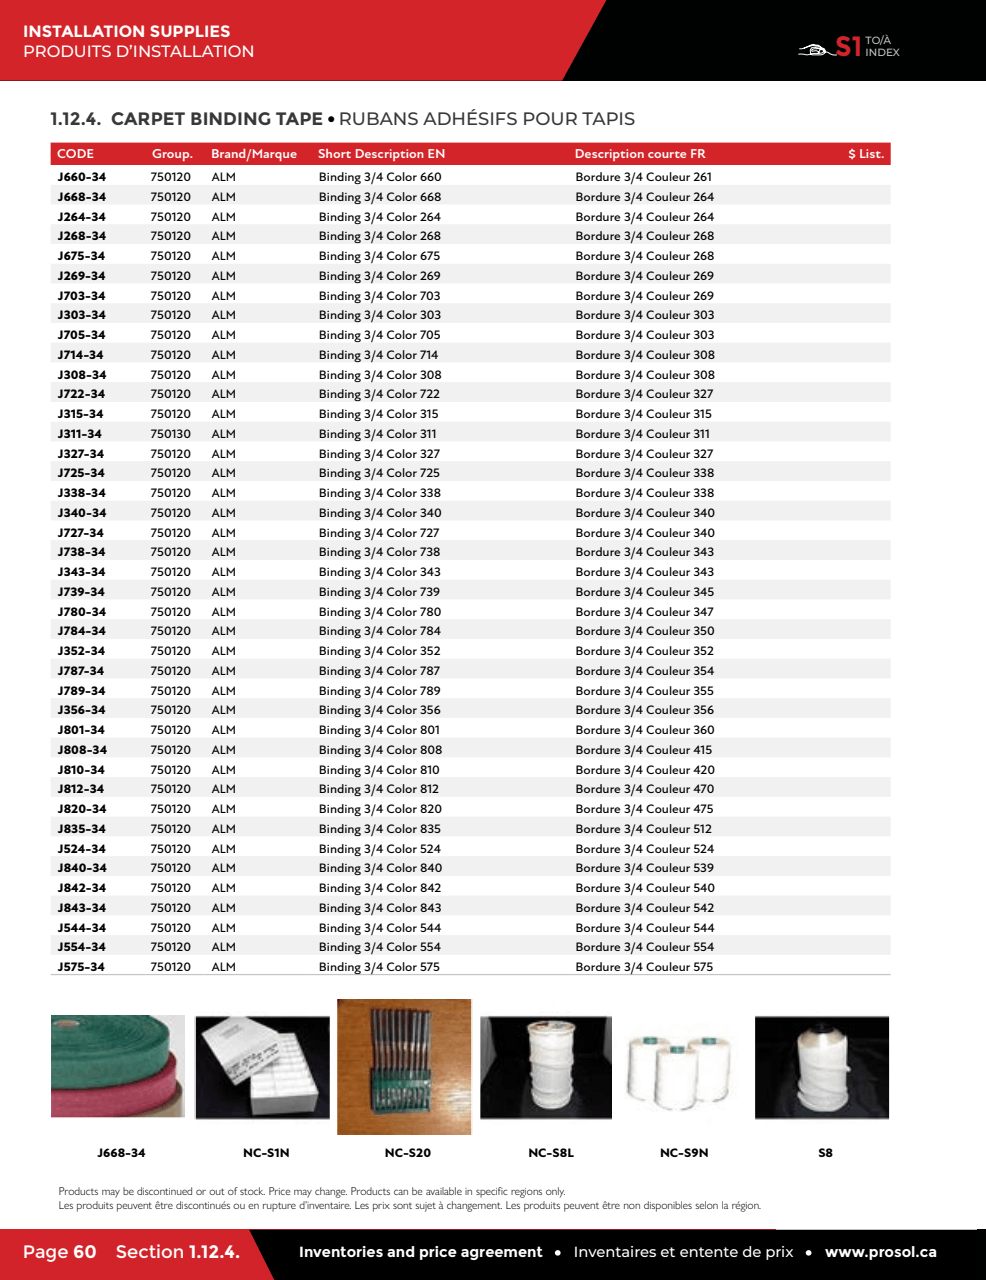 INSTALLATION SUPPLIES
PRODUITS D’INSTALLATION
S1 TO/À INDEX
1.12.4. CARPET BINDING TAPE • RUBANS ADHÉSIFS POUR TAPIS
CODE Group. Brand/Marque Short Description EN Description courte FR $ List.
J660-34 750120 ALM Binding 3/4 Color 660 Bordure 3/4 Couleur 261
J668-34 750120 ALM Binding 3/4 Color 668 Bordure 3/4 Couleur 264
J264-34 750120 ALM Binding 3/4 Color 264 Bordure 3/4 Couleur 264
J268-34 750120 ALM Binding 3/4 Color 268 Bordure 3/4 Couleur 268
J675-34 750120 ALM Binding 3/4 Color 675 Bordure 3/4 Couleur 268
J269-34 750120 ALM Binding 3/4 Color 269 Bordure 3/4 Couleur 269
J703-34 750120 ALM Binding 3/4 Color 703 Bordure 3/4 Couleur 269
J303-34 750120 ALM Binding 3/4 Color 303 Bordure 3/4 Couleur 303
J705-34 750120 ALM Binding 3/4 Color 705 Bordure 3/4 Couleur 303
J714-34 750120 ALM Binding 3/4 Color 714 Bordure 3/4 Couleur 308
J308-34 750120 ALM Binding 3/4 Color 308 Bordure 3/4 Couleur 308
J722-34 750120 ALM Binding 3/4 Color 722 Bordure 3/4 Couleur 327
J315-34 750120 ALM Binding 3/4 Color 315 Bordure 3/4 Couleur 315
J311-34 750130 ALM Binding 3/4 Color 311 Bordure 3/4 Couleur 311
J327-34 750120 ALM Binding 3/4 Color 327 Bordure 3/4 Couleur 327
J725-34 750120 ALM Binding 3/4 Color 725 Bordure 3/4 Couleur 338
J338-34 750120 ALM Binding 3/4 Color 338 Bordure 3/4 Couleur 338
J340-34 750120 ALM Binding 3/4 Color 340 Bordure 3/4 Couleur 340
J727-34 750120 ALM Binding 3/4 Color 727 Bordure 3/4 Couleur 340
J738-34 750120 ALM Binding 3/4 Color 738 Bordure 3/4 Couleur 343
J343-34 750120 ALM Binding 3/4 Color 343 Bordure 3/4 Couleur 343
J739-34 750120 ALM Binding 3/4 Color 739 Bordure 3/4 Couleur 345
J780-34 750120 ALM Binding 3/4 Color 780 Bordure 3/4 Couleur 347
J784-34 750120 ALM Binding 3/4 Color 784 Bordure 3/4 Couleur 350
J352-34 750120 ALM Binding 3/4 Color 352 Bordure 3/4 Couleur 352
J787-34 750120 ALM Binding 3/4 Color 787 Bordure 3/4 Couleur 354
J789-34 750120 ALM Binding 3/4 Color 789 Bordure 3/4 Couleur 355
J356-34 750120 ALM Binding 3/4 Color 356 Bordure 3/4 Couleur 356
J801-34 750120 ALM Binding 3/4 Color 801 Bordure 3/4 Couleur 360
J808-34 750120 ALM Binding 3/4 Color 808 Bordure 3/4 Couleur 415
J810-34 750120 ALM Binding 3/4 Color 810 Bordure 3/4 Couleur 420
J812-34 750120 ALM Binding 3/4 Color 812 Bordure 3/4 Couleur 470
J820-34 750120 ALM Binding 3/4 Color 820 Bordure 3/4 Couleur 475
J835-34 750120 ALM Binding 3/4 Color 835 Bordure 3/4 Couleur 512
J524-34 750120 ALM Binding 3/4 Color 524 Bordure 3/4 Couleur 524
J840-34 750120 ALM Binding 3/4 Color 840 Bordure 3/4 Couleur 539
J842-34 750120 ALM Binding 3/4 Color 842 Bordure 3/4 Couleur 540
J843-34 750120 ALM Binding 3/4 Color 843 Bordure 3/4 Couleur 542
J544-34 750120 ALM Binding 3/4 Color 544 Bordure 3/4 Couleur 544
J554-34 750120 ALM Binding 3/4 Color 554 Bordure 3/4 Couleur 554
J575-34 750120 ALM Binding 3/4 Color 575 Bordure 3/4 Couleur 575
J668-34 NC-S1N NC-S20 NC-S8L NC-S9N S8
Products may be discontinued or out of stock. Price may change. Products can be available in specific regions only.
Les produits peuvent être discontinués ou en rupture d’inventaire. Les prix sont sujet à changement. Les produits peuvent être non disponibles selon la région.
Page 60 Section 1.12.4. Inventories and price agreement • Inventaires et entente de prix • www.prosol.ca